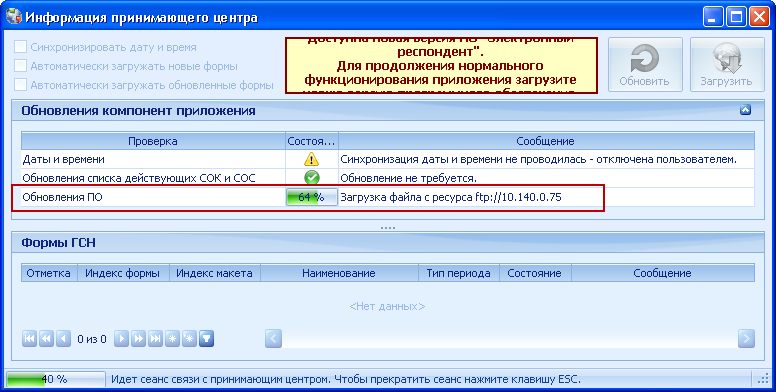 Информация принимающего центра
Синхронизировать дату и время
Автоматически загружать новые формы
Автоматически загружать обновленные формы
Доступна новая версия ПО "Электронный
респондент".
Для продолжения нормального
функционирования приложения загрузите
Обновить
Загрузить
Обновления компонент приложения
Проверка Состоя... Сообщение
Даты и времени Синхронизация даты и времени не проводилась - отключена пользователем.
Обновления списка действующих СОК и СОС Обновление не требуется.
Обновления ПО 64 % Загрузка файла с ресурса ftp://10.140.0.75
Формы ГСН
Отметка Индекс формы Индекс макета Наименование Тип периода Состояние Сообщение
<Нет данных>
0 из 0
40 % Идет сеанс связи с принимающим центром. Чтобы прекратить сеанс нажмите клавишу ESC.